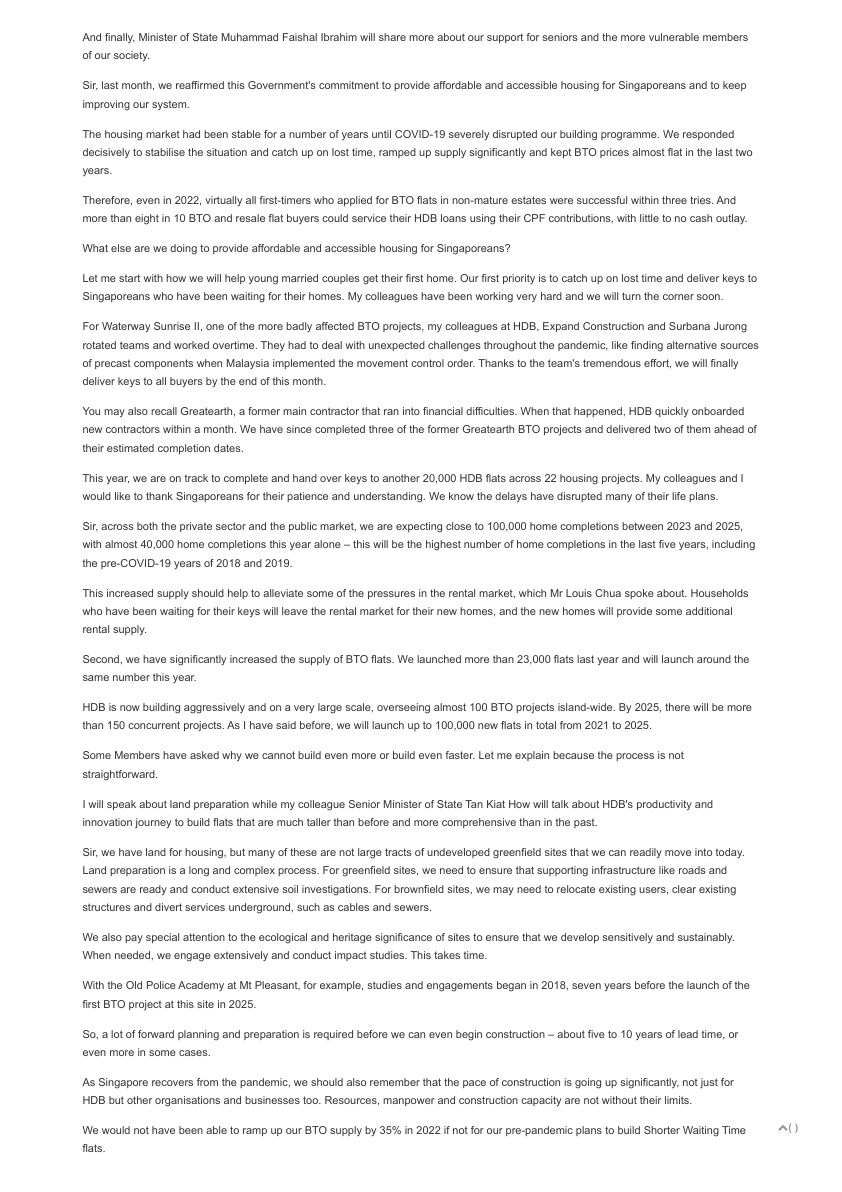 And finally, Minister of State Muhammad Faishal Ibrahim will share more about our support for seniors and the more vulnerable members
of our society.
Sir, last month, we reaffirmed this Government's commitment to provide affordable and accessible housing for Singaporeans and to keep
improving our system.
The housing market had been stable for a number of years until COVID-19 severely disrupted our building programme. We responded
decisively to stabilise the situation and catch up on lost time, ramped up supply significantly and kept BTO prices almost flat in the last two
years.
Therefore, even in 2022, virtually all first-timers who applied for BTO flats in non-mature estates were successful within three tries. And
more than eight in 10 BTO and resale flat buyers could service their HDB loans using their CPF contributions, with little to no cash outlay.
What else are we doing to provide affordable and accessible housing for Singaporeans?
Let me start with how we will help young married couples get their first home. Our first priority is to catch up on lost time and deliver keys to
Singaporeans who have been waiting for their homes. My colleagues have been working very hard and we will turn the corner soon.
For Waterway Sunrise II, one of the more badly affected BTO projects, my colleagues at HDB, Expand Construction and Surbana Jurong
rotated teams and worked overtime. They had to deal with unexpected challenges throughout the pandemic, like finding alternative sources
of precast components when Malaysia implemented the movement control order. Thanks to the team's tremendous effort, we will finally
deliver keys to all buyers by the end of this month.
You may also recall Greatearth, a former main contractor that ran into financial difficulties. When that happened, HDB quickly onboarded
new contractors within a month. We have since completed three of the former Greatearth BTO projects and delivered two of them ahead of
their estimated completion dates.
This year, we are on track to complete and hand over keys to another 20,000 HDB flats across 22 housing projects. My colleagues and I
would like to thank Singaporeans for their patience and understanding. We know the delays have disrupted many of their life plans.
Sir, across both the private sector and the public market, we are expecting close to 100,000 home completions between 2023 and 2025,
with almost 40,000 home completions this year alone – this will be the highest number of home completions in the last five years, including
the pre-COVID-19 years of 2018 and 2019.
This increased supply should help to alleviate some of the pressures in the rental market, which Mr Louis Chua spoke about. Households
who have been waiting for their keys will leave the rental market for their new homes, and the new homes will provide some additional
rental supply.
Second, we have significantly increased the supply of BTO flats. We launched more than 23,000 flats last year and will launch around the
same number this year.
HDB is now building aggressively and on a very large scale, overseeing almost 100 BTO projects island-wide. By 2025, there will be more
than 150 concurrent projects. As I have said before, we will launch up to 100,000 new flats in total from 2021 to 2025.
Some Members have asked why we cannot build even more or build even faster. Let me explain because the process is not
straightforward.
I will speak about land preparation while my colleague Senior Minister of State Tan Kiat How will talk about HDB's productivity and
innovation journey to build flats that are much taller than before and more comprehensive than in the past.
Sir, we have land for housing, but many of these are not large tracts of undeveloped greenfield sites that we can readily move into today.
Land preparation is a long and complex process. For greenfield sites, we need to ensure that supporting infrastructure like roads and
sewers are ready and conduct extensive soil investigations. For brownfield sites, we may need to relocate existing users, clear existing
structures and divert services underground, such as cables and sewers.
We also pay special attention to the ecological and heritage significance of sites to ensure that we develop sensitively and sustainably.
When needed, we engage extensively and conduct impact studies. This takes time.
With the Old Police Academy at Mt Pleasant, for example, studies and engagements began in 2018, seven years before the launch of the
first BTO project at this site in 2025.
So, a lot of forward planning and preparation is required before we can even begin construction – about five to 10 years of lead time, or
even more in some cases.
As Singapore recovers from the pandemic, we should also remember that the pace of construction is going up significantly, not just for
HDB but other organisations and businesses too. Resources, manpower and construction capacity are not without their limits.
We would not have been able to ramp up our BTO supply by 35% in 2022 if not for our pre-pandemic plans to build Shorter Waiting Time
flats.
( )